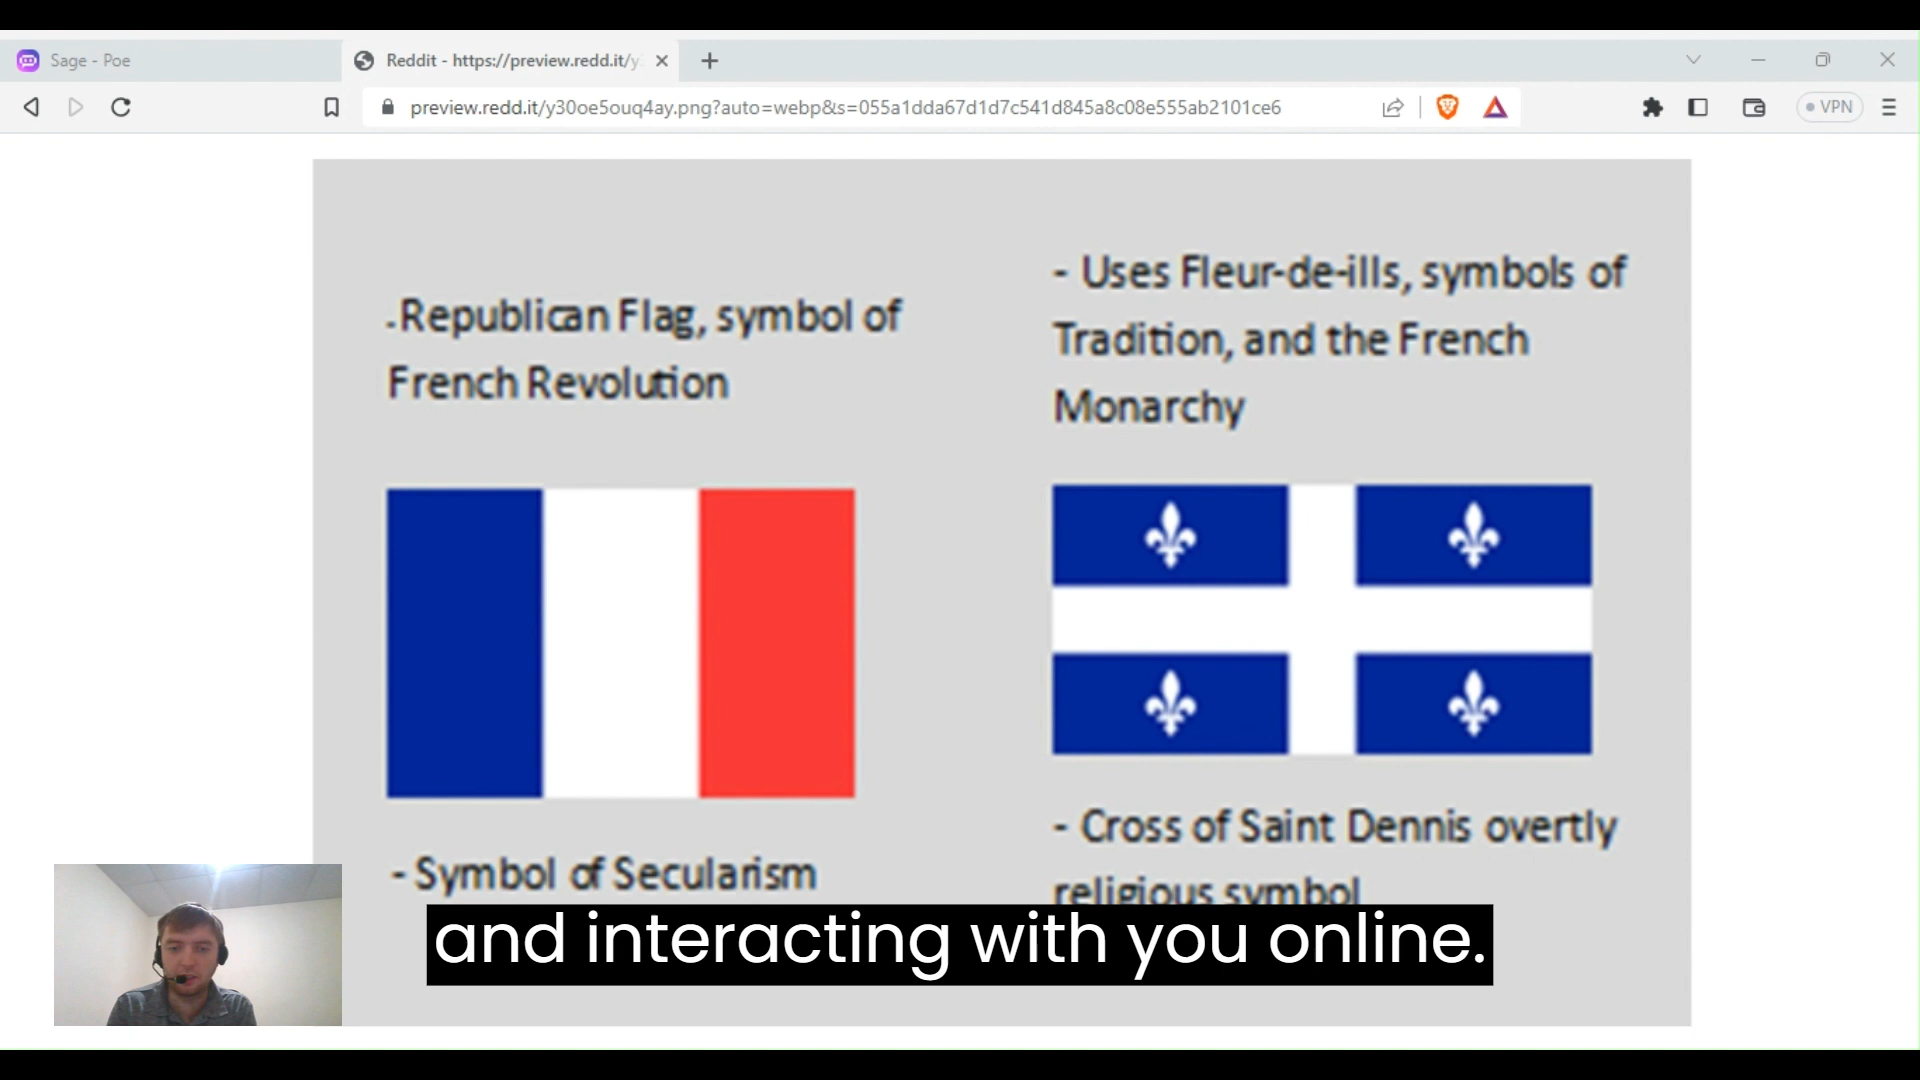 Sage - Poe
Reddit - https://preview.redd.it/y
preview.redd.it/y30oe5ouq4ay.png?auto=webp&s=055a1dda67d1d7c541d845a8c08e555ab2101ce6
VPN
-Republican Flag, symbol of
French Revolution
- Uses Fleur-de-ills, symbols of
Tradition, and the French
Monarchy
- Symbol of Secularism
- Cross of Saint Dennis overtly
religious symbol
and interacting with you online.